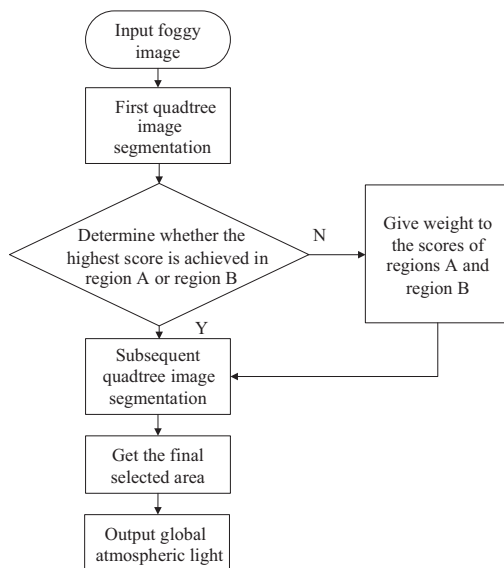 Input foggy
image
First quadtree
image
segmentation
Determine whether the
highest score is achieved in
region A or region B
N
Give weight to
the scores of
regions A and
region B
Y
Subsequent
quadtree image
segmentation
Get the final
selected area
Output global
atmospheric light